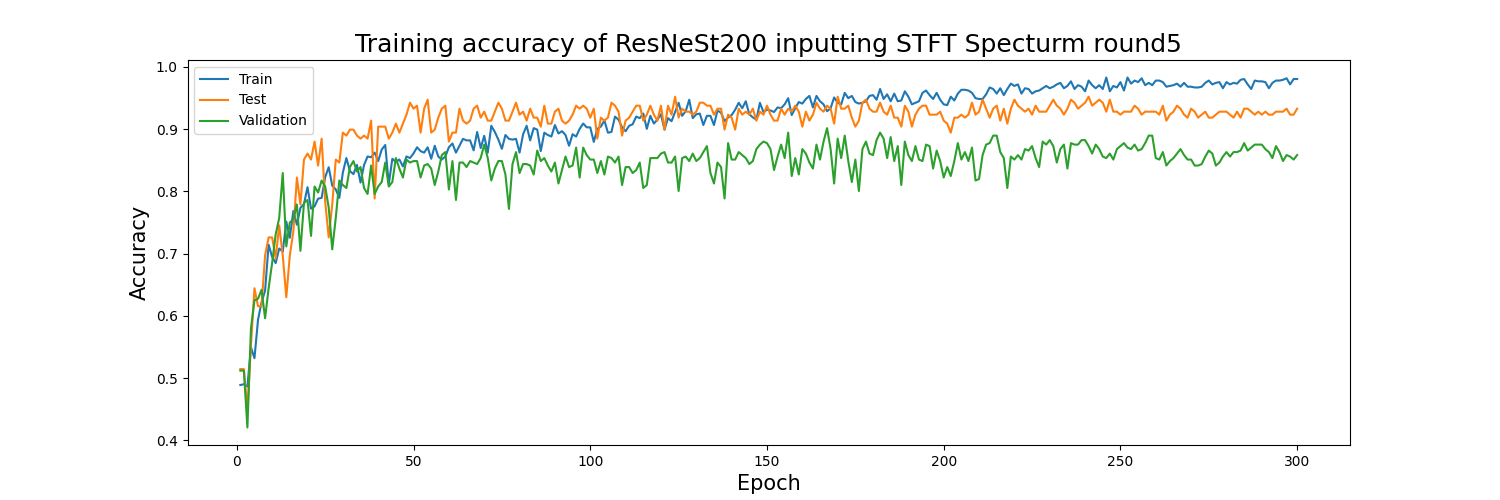 Training accuracy of ResNeSt200 inputting STFT Specturm round5
Train
Test
Validation
Accuracy
1.0
0.9
0.8
0.7
0.6
0.5
0.4
0 50 100 150 200 250 300
Epoch